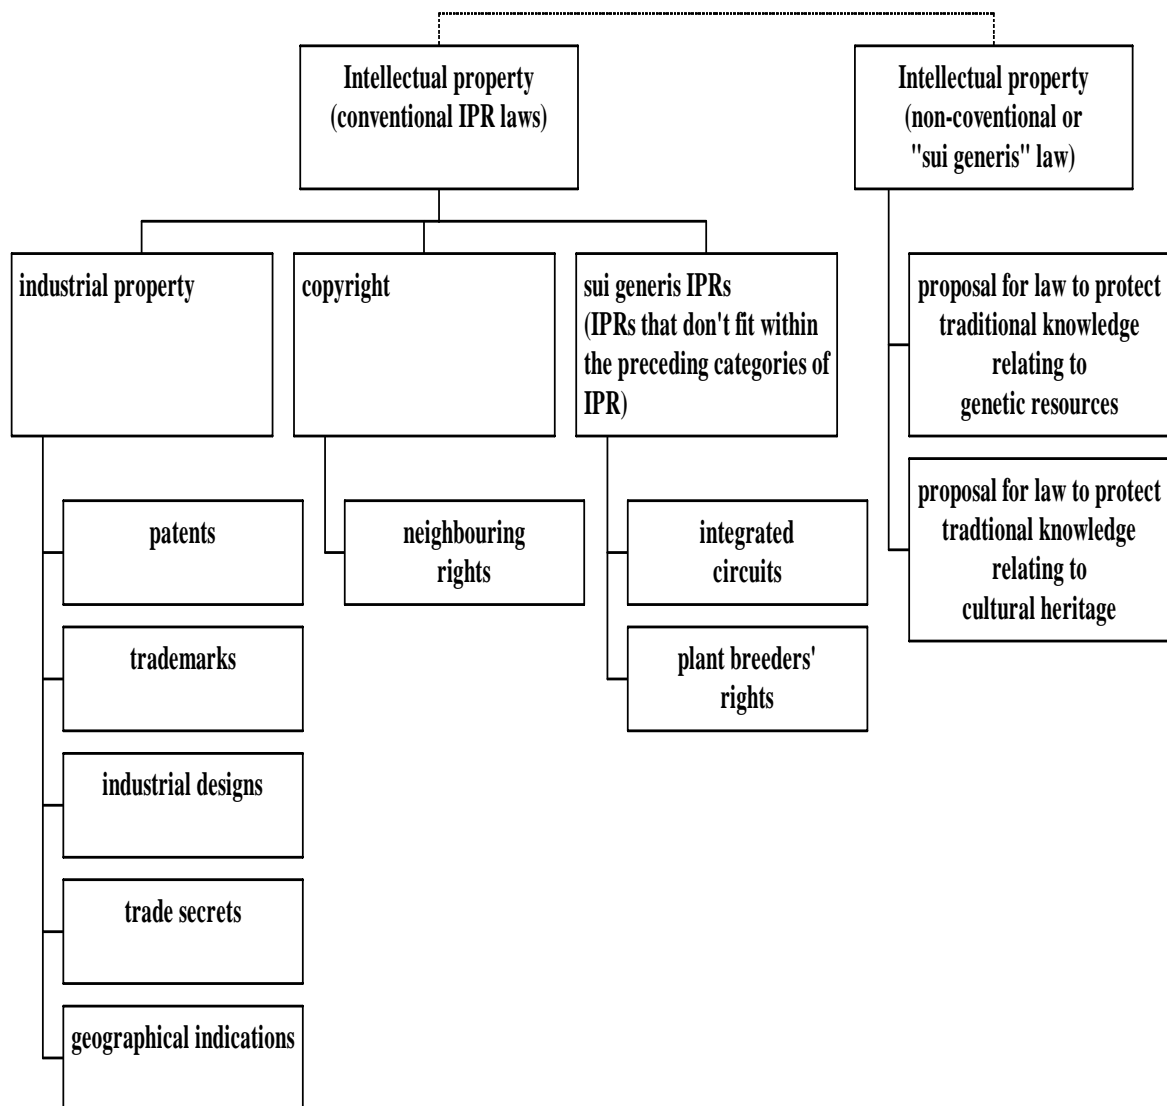 Intellectual property
(conventional IPR laws)
Intellectual property
(non-coventional or
"sui generis" law)
industrial property
copyright
sui generis IPRs
(IPRs that don't fit within
the preceding categories of
IPR)
proposal for law to protect
traditional knowledge
relating to
genetic resources
patents
neighbouring
rights
integrated
circuits
proposal for law to protect
tradtional knowledge
relating to
cultural heritage
trademarks
plant breeders'
rights
industrial designs
trade secrets
geographical indications